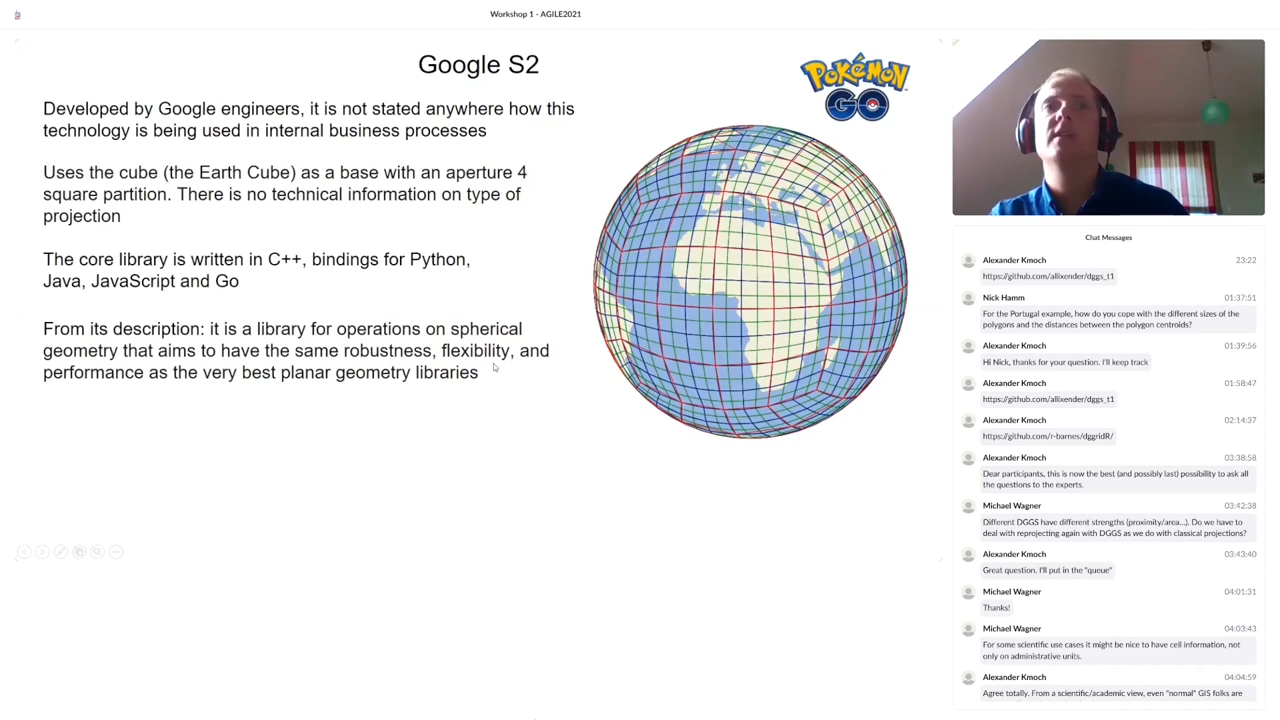 Workshop 1 - AGILE2021
Google S2
POKÉMON
GO
Developed by Google engineers, it is not stated anywhere how this
technology is being used in internal business processes
Uses the cube (the Earth Cube) as a base with an aperture 4
square partition. There is no technical information on type of
projection
The core library is written in C++, bindings for Python,
Java, JavaScript and Go
From its description: it is a library for operations on spherical
geometry that aims to have the same robustness, flexibility, and
performance as the very best planar geometry libraries
Chat Messages
Alexander Kmoch 23:22
https://github.com/allixender/dggs_t1
Nick Hamm 01:37:51
For the Portugal example, how do you cope with the different sizes of the
polygons and the distances between the polygon centroids?
Alexander Kmoch 01:39:56
Hi Nick, thanks for your question. I'll keep track
Alexander Kmoch 01:58:47
https://github.com/allixender/dggs_t1
Alexander Kmoch 02:14:37
https://github.com/r-barnes/dggridR/
Alexander Kmoch 03:38:58
Dear participants, this is now the best (and possibly last) possibility to ask all
the questions to the experts.
Michael Wagner 03:42:38
Different DGGS have different strengths (proximity/area...). Do we have to
deal with reprojecting again with DGGS as we do with classical projections?
Alexander Kmoch 03:43:40
Great question. I'll put in the "queue"
Michael Wagner 04:01:31
Thanks!
Michael Wagner 04:03:43
For some scientific use cases it might be nice to have cell information, not
only on administrative units.
Alexander Kmoch 04:04:59
Agree totally. From a scientific/academic view, even "normal" GIS folks are